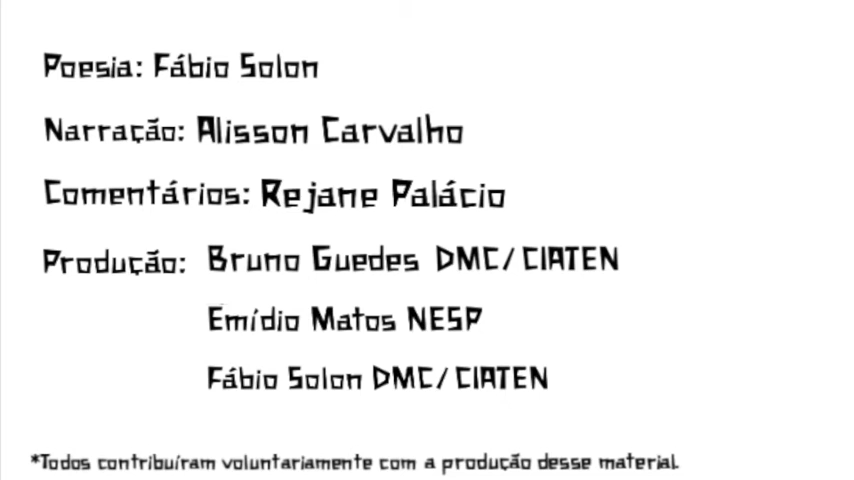 Poesia: Fábio Solon
Narração: Alisson Carvalho
Comentários: Rejane Palácio
Produção: Bruno Guedes DMC/CIATEN
Emídio Matos NESP
Fábio Solon DMC/CIATEN
*Todos contribuíram voluntariamente com a produção desse material.